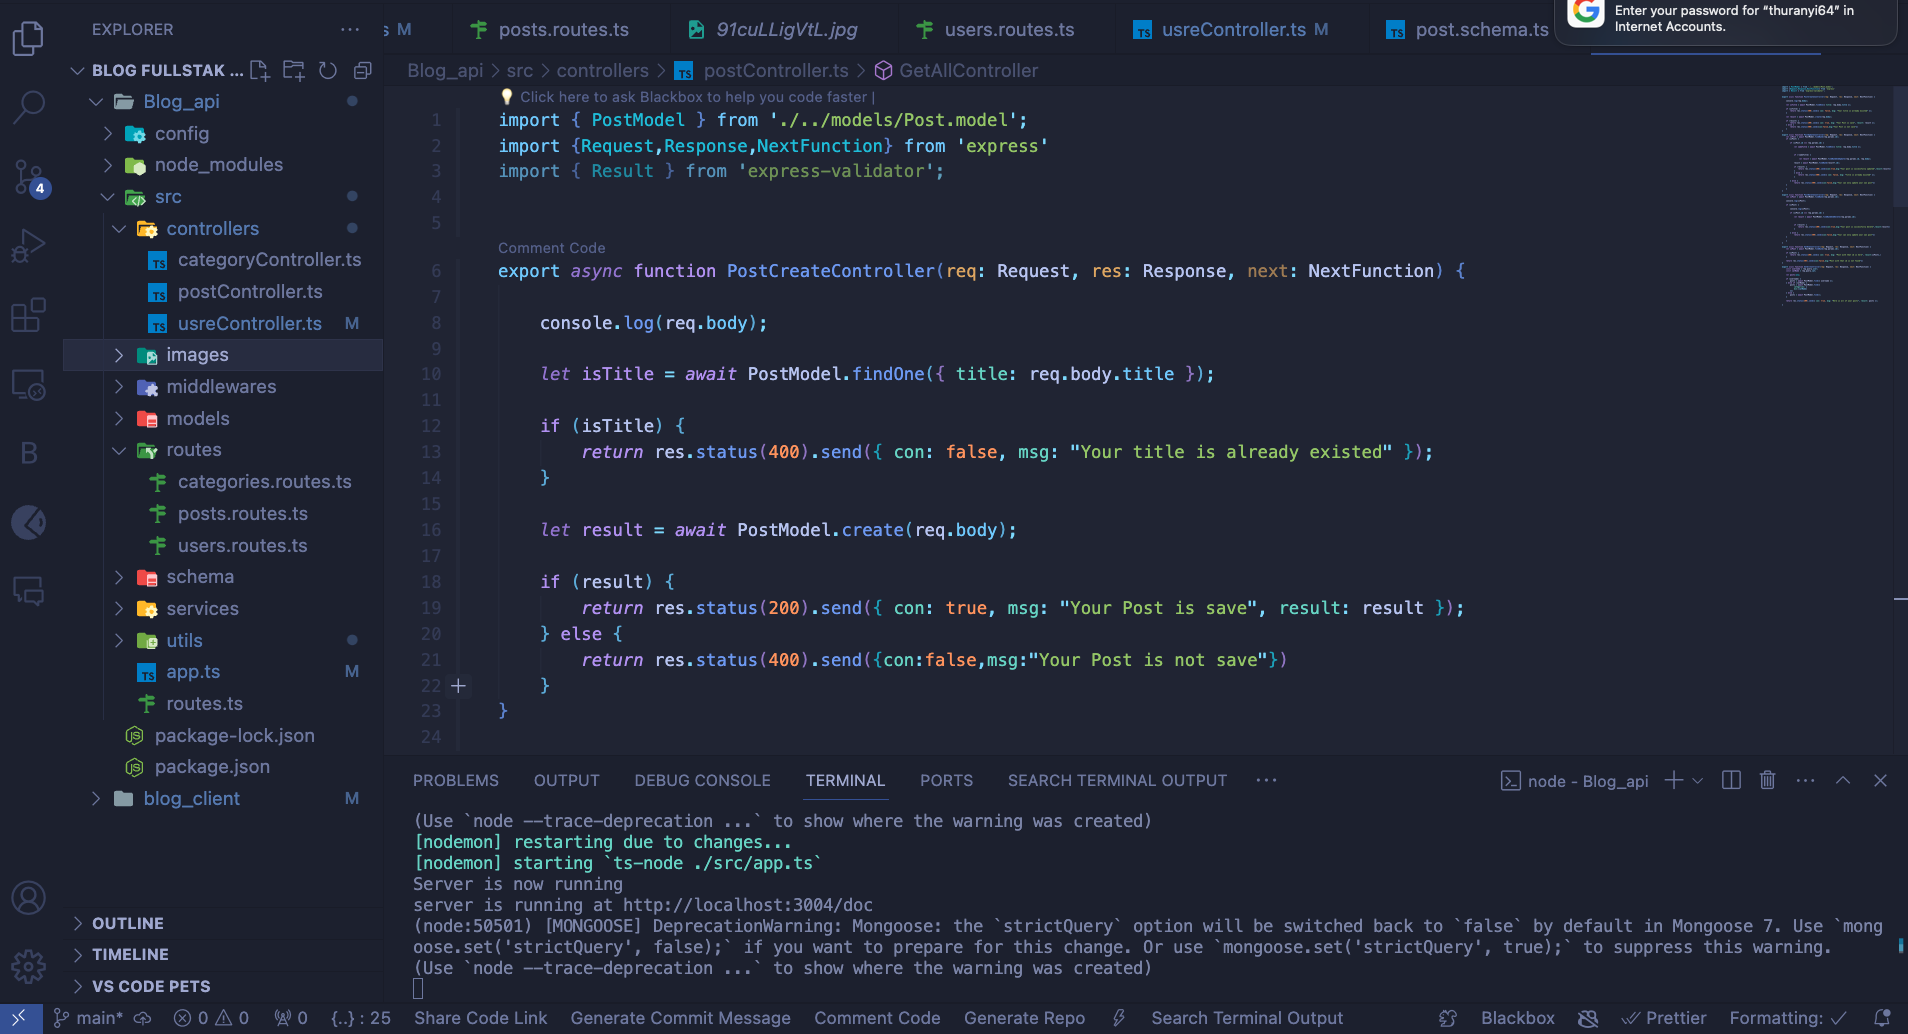 EXPLORER
BLOG FULLSTAK ...
Blog_api
config
node_modules
src
controllers
TS categoryController.ts
TS postController.ts
TS usreController.ts M
images
middlewares
models
routes
categories.routes.ts
posts.routes.ts
users.routes.ts
schema
services
utils
TS app.ts M
routes.ts
package-lock.json
package.json
blog_client M
OUTLINE
TIMELINE
VS CODE PETS
4
B
s M
posts.routes.ts
91cuLLigVtL.jpg
users.routes.ts
TS usreController.ts M
TS post.schema.ts
Enter your password for “thuranyi64” in
Internet Accounts.
Blog_api > src > controllers > TS postController.ts > GetAllController
Click here to ask Blackbox to help you code faster |
1 import { PostModel } from './../models/Post.model';
2 import {Request,Response,NextFunction} from 'express'
3 import { Result } from 'express-validator';
4
5
Comment Code
6 export async function PostCreateController(req: Request, res: Response, next: NextFunction) {
7
8 console.log(req.body);
9
10 let isTitle = await PostModel.findOne({ title: req.body.title });
11
12 if (isTitle) {
13 return res.status(400).send({ con: false, msg: "Your title is already existed" });
14 }
15
16 let result = await PostModel.create(req.body);
17
18 if (result) {
19 return res.status(200).send({ con: true, msg: "Your Post is save", result: result });
20 } else {
21 return res.status(400).send({con:false,msg:"Your Post is not save"})
22 }
23 }
24
PROBLEMS OUTPUT DEBUG CONSOLE TERMINAL PORTS SEARCH TERMINAL OUTPUT ...
node - Blog_api
(Use `node --trace-deprecation ...` to show where the warning was created)
[nodemon] restarting due to changes...
[nodemon] starting `ts-node ./src/app.ts`
Server is now running
server is running at http://localhost:3004/doc
(node:50501) [MONGOOSE] DeprecationWarning: Mongoose: the `strictQuery` option will be switched back to `false` by default in Mongoose 7. Use `mong
oose.set('strictQuery', false);` if you want to prepare for this change. Or use `mongoose.set('strictQuery', true);` to suppress this warning.
(Use `node --trace-deprecation ...` to show where the warning was created)
main* 0 0 0 {..} : 25 Share Code Link Generate Commit Message Comment Code Generate Repo Search Terminal Output Blackbox Prettier Formatting: ✓